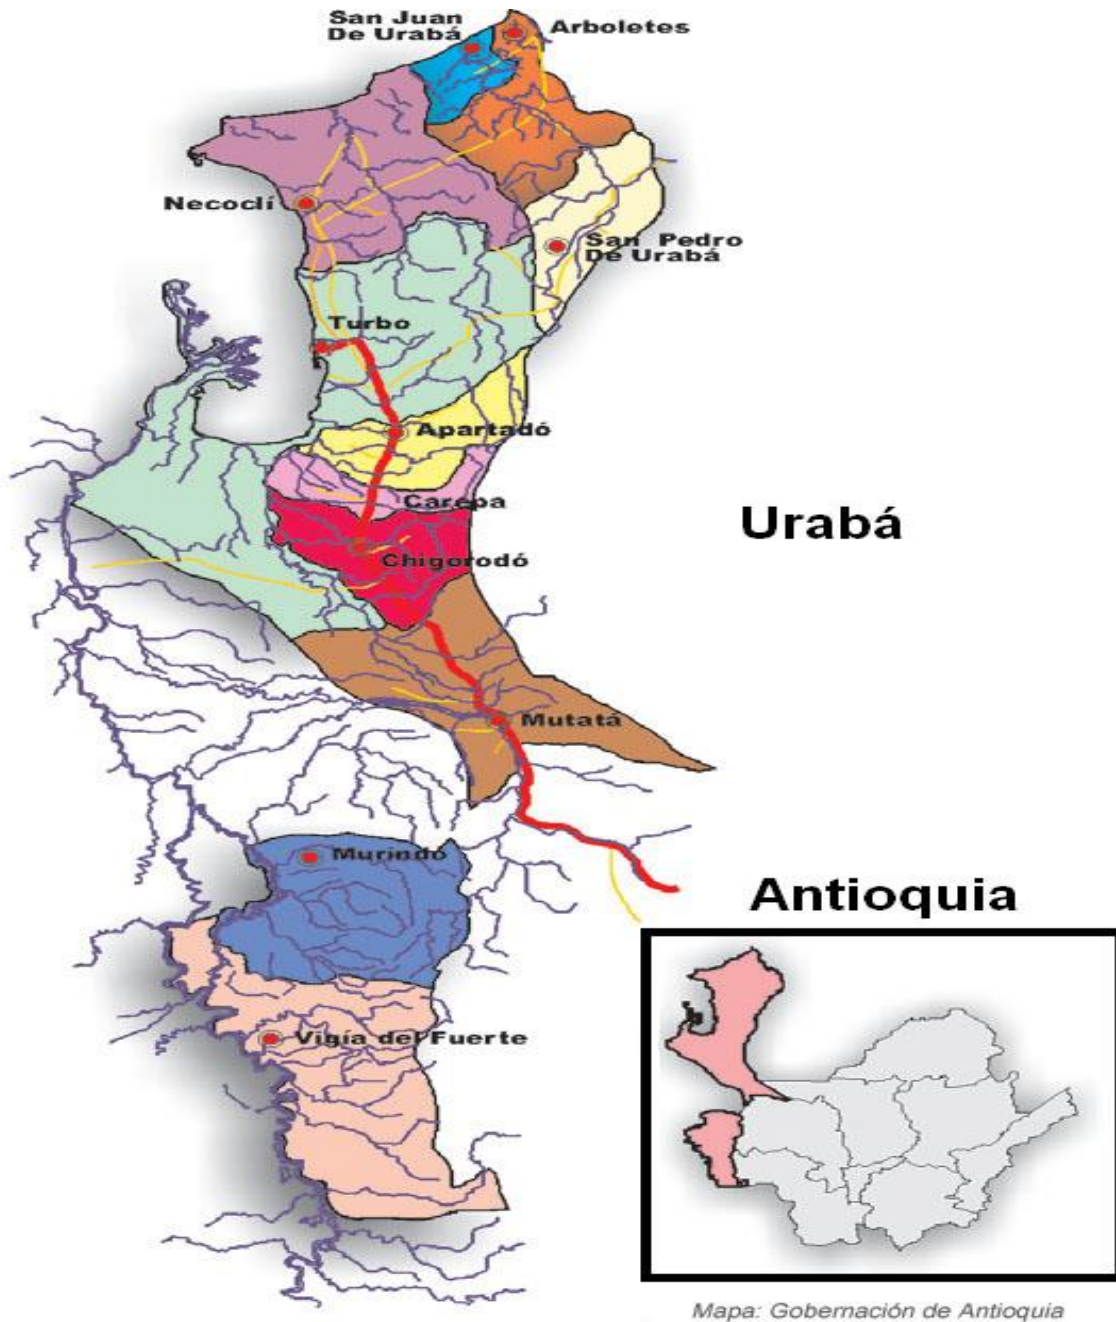 San Juan
De Urabá
Arboletes
Necoclí
San Pedro
De Urabá
Turbo
Apartadó
Carepa
Chigorodó
Urabá
Mutatá
Murindó
Antioquia
Vigía del Fuerte
Mapa: Gobernación de Antioquia